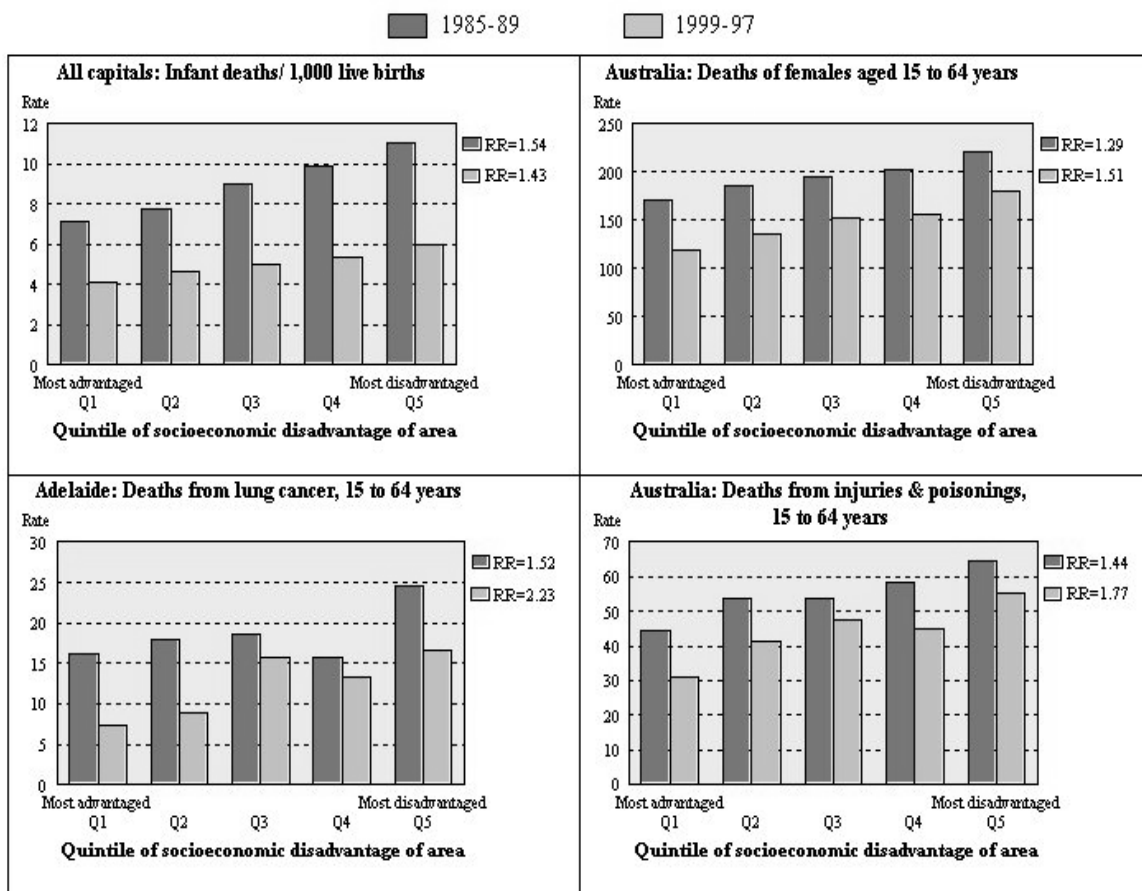 1985-89 1999-97
All capitals: Infant deaths/ 1,000 live births
Rate
12
10
8
6
4
2
0
RR=1.54
RR=1.43
Most advantaged Most disadvantaged
Q1 Q2 Q3 Q4 Q5
Quintile of socioeconomic disadvantage of area
Australia: Deaths of females aged 15 to 64 years
Rate
250
200
150
100
50
0
RR=1.29
RR=1.51
Most advantaged Most disadvantaged
Q1 Q2 Q3 Q4 Q5
Quintile of socioeconomic disadvantage of area
Adelaide: Deaths from lung cancer, 15 to 64 years
Rate
30
25
20
15
10
5
0
RR=1.52
RR=2.23
Most advantaged Most disadvantaged
Q1 Q2 Q3 Q4 Q5
Quintile of socioeconomic disadvantage of area
Australia: Deaths from injuries & poisonings,
15 to 64 years
Rate
70
60
50
40
30
20
10
0
RR=1.44
RR=1.77
Most advantaged Most disadvantaged
Q1 Q2 Q3 Q4 Q5
Quintile of socioeconomic disadvantage of area